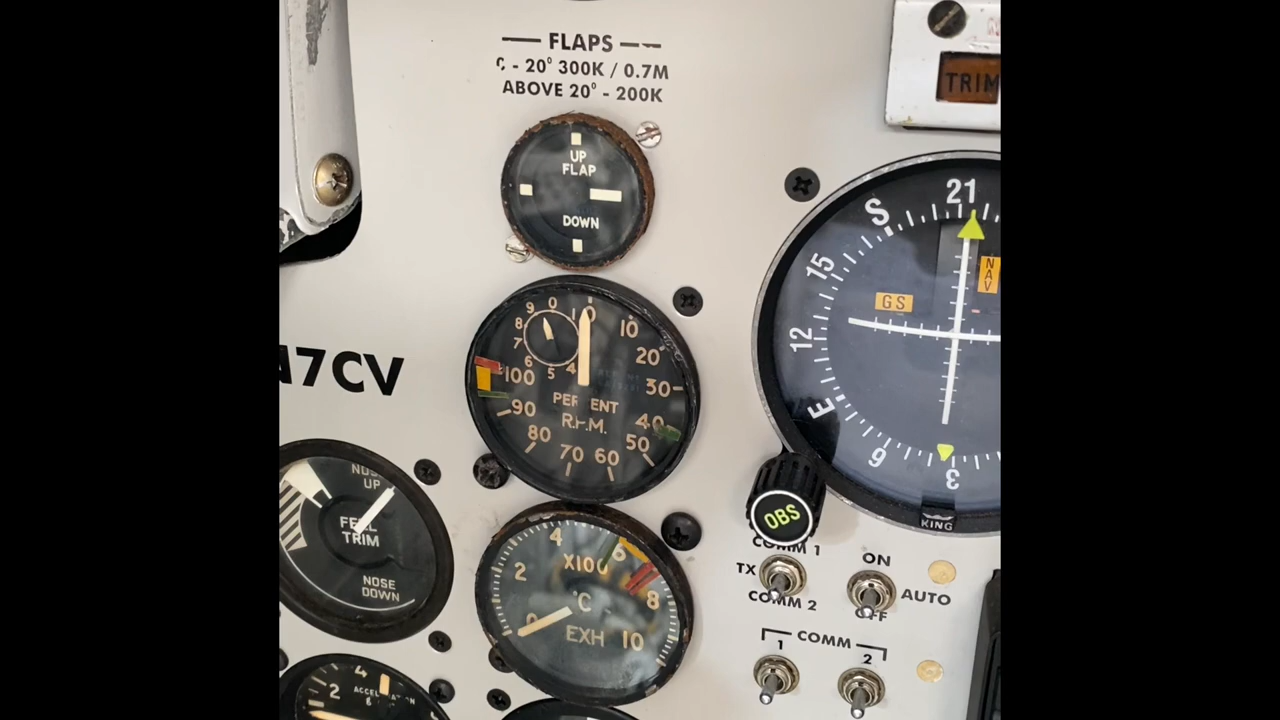 FLAPS
- 20° 300K / 0.7M
ABOVE 20° - 200K
UP
FLAP
DOWN
TRIM
21
S
15
12
E
6
3
NAV
GS
KING
OBS
9 0 1
8
7
6 5 4
0
10
20
30
40
50
60
70
80
90
100
PERCENT
R.P.M.
A7CV
NOSE
UP
FEEL
TRIM
NOSE
DOWN
0
2
4
6
8
10
X100
°C
EXH
COMM 1
TX
COMM 2
ON
AUTO
OFF
COMM
1 2
2
4
ACCELERATION